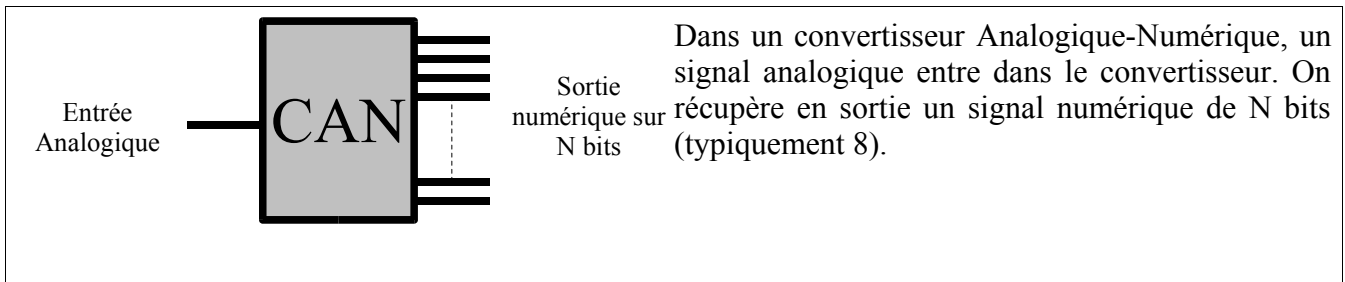 Entrée
Analogique
CAN
Sortie
numérique sur
N bits
Dans un convertisseur Analogique-Numérique, un
signal analogique entre dans le convertisseur. On
récupère en sortie un signal numérique de N bits
(typiquement 8).